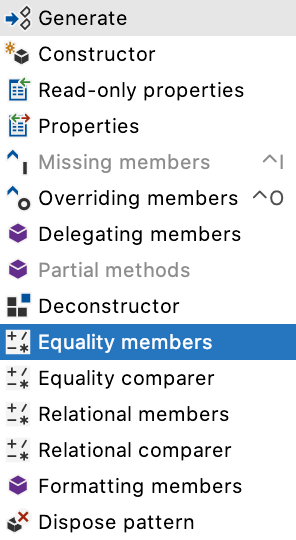 Generate
Constructor
Read-only properties
Properties
Missing members ^I
Overriding members ^O
Delegating members
Partial methods
Deconstructor
Equality members
Equality comparer
Relational members
Relational comparer
Formatting members
Dispose pattern